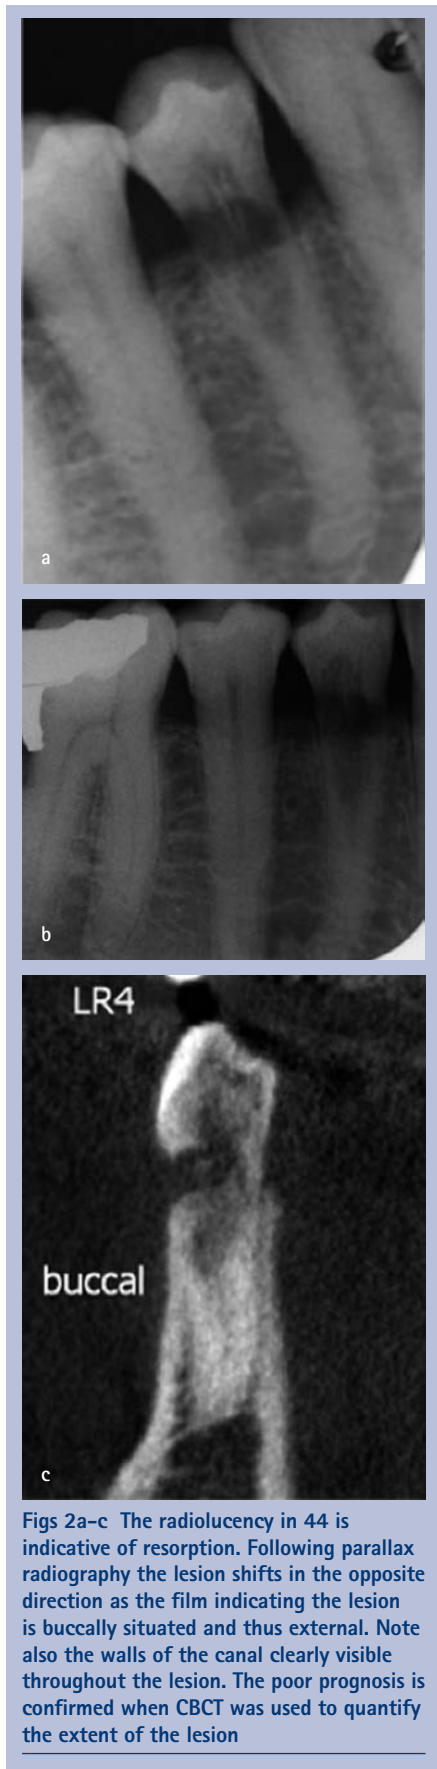 a
b
LR4
buccal
c
Figs 2a-c The radiolucency in 44 is
indicative of resorption. Following parallax
radiography the lesion shifts in the opposite
direction as the film indicating the lesion
is buccally situated and thus external. Note
also the walls of the canal clearly visible
throughout the lesion. The poor prognosis is
confirmed when CBCT was used to quantify
the extent of the lesion